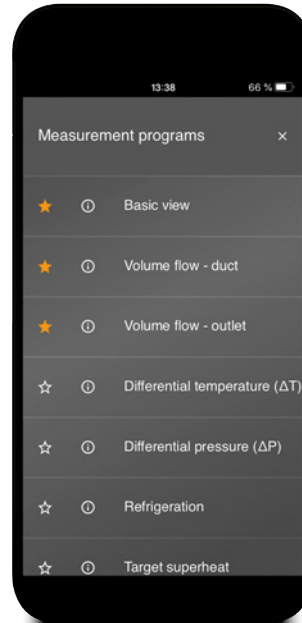 13:38 66 %
Measurement programs ×
Basic view
Volume flow - duct
Volume flow - outlet
Differential temperature (ΔT)
Differential pressure (ΔP)
Refrigeration
Target superheat